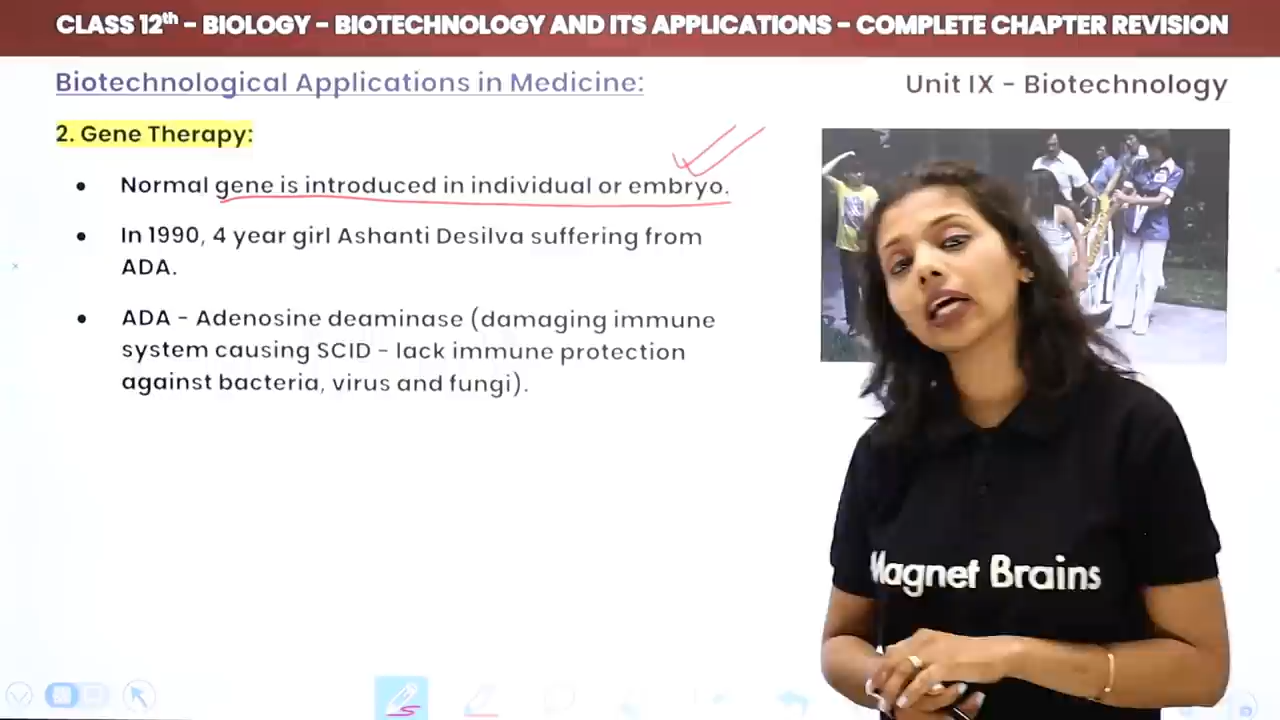 CLASS 12th – BIOLOGY – BIOTECHNOLOGY AND ITS APPLICATIONS – COMPLETE CHAPTER REVISION
Biotechnological Applications in Medicine:
Unit IX – Biotechnology
2. Gene Therapy:
• Normal gene is introduced in individual or embryo.
• In 1990, 4 year girl Ashanti Desilva suffering from
ADA.
• ADA – Adenosine deaminase (damaging immune
system causing SCID – lack immune protection
against bacteria, virus and fungi).
Magnet Brains